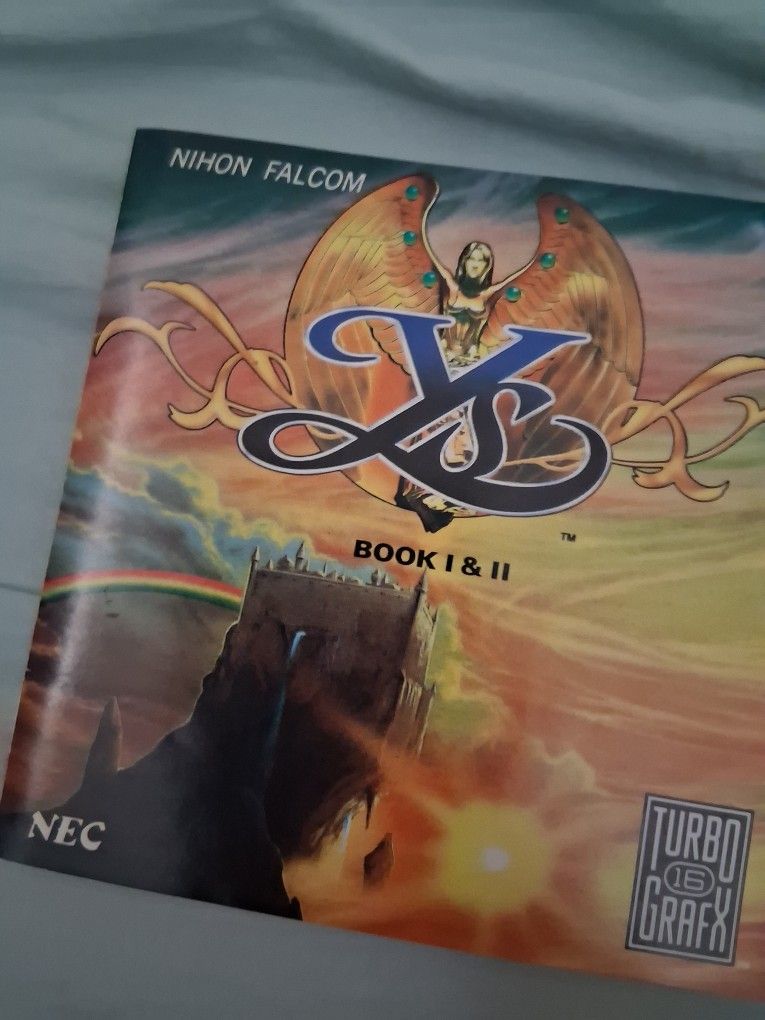 NIHON FALCOM
Ys
TM
BOOK I & II
NEC
TURBO
16
GRAFX